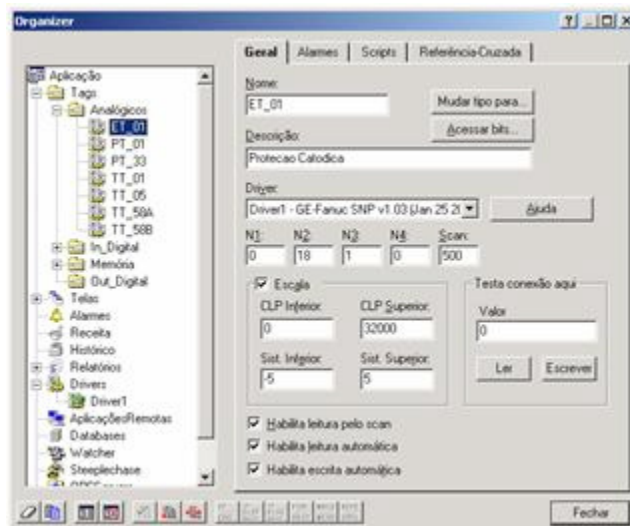 Organizer
Aplicação
Tags
Analógicos
ET_01
PT_01
PT_33
TT_01
TT_05
TT_58A
TT_58B
In_Digital
Memória
Out_Digital
Telas
Alarmes
Receita
Histórico
Relatórios
Drivers
Driver1
AplicaçõesRemotas
Databases
Watcher
Steeplechase
Geral Alarmes Scripts Referência-Cruzada
Nome:
ET_01 Mudar tipo para...
Acessar bits...
Descrição:
Protecao Catodica
Driver:
Driver1 - GE-Fanuc SNP v1.03 (Jan 25 2 Ajuda
N1: N2: N3: N4: Scan:
0 18 1 0 500
Escala Testa conexão aqui
CLP Inferior: CLP Superior: Valor
0 32000 0
Sist. Inferior: Sist. Superior:
-5 5 Ler Escrever
Habilita leitura pelo scan
Habilita leitura automática
Habilita escrita automática
Fechar